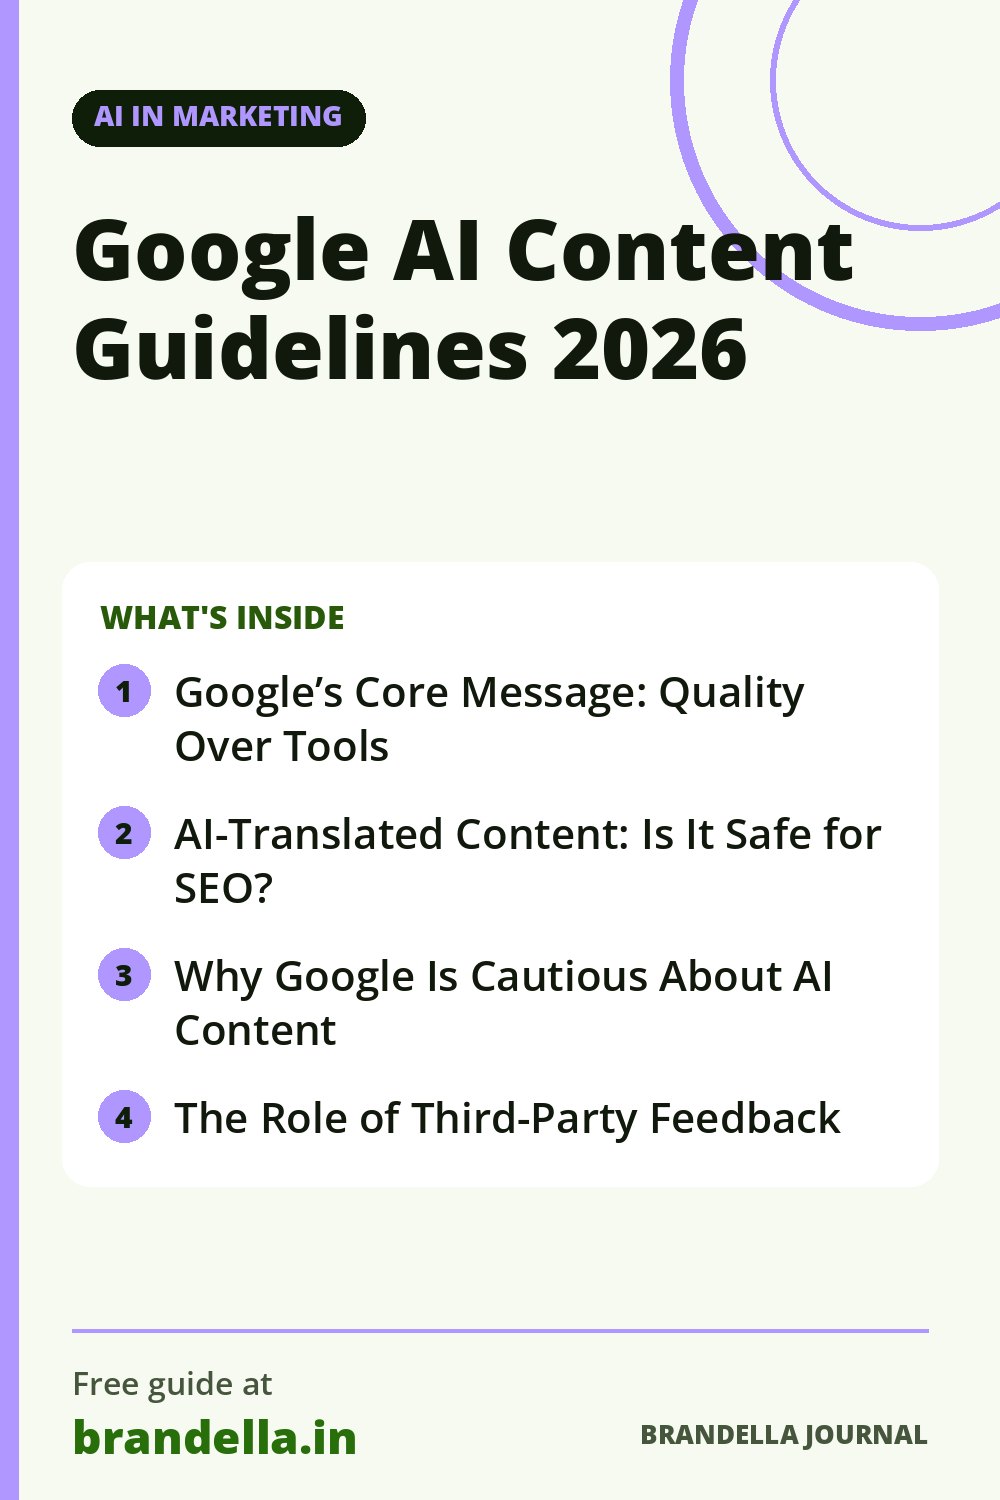 AI IN MARKETING
Google AI Content
Guidelines 2026
WHAT'S INSIDE
1 Google’s Core Message: Quality
Over Tools
2 AI-Translated Content: Is It Safe for
SEO?
3 Why Google Is Cautious About AI
Content
4 The Role of Third-Party Feedback
Free guide at
brandella.in
BRANDELLA JOURNAL